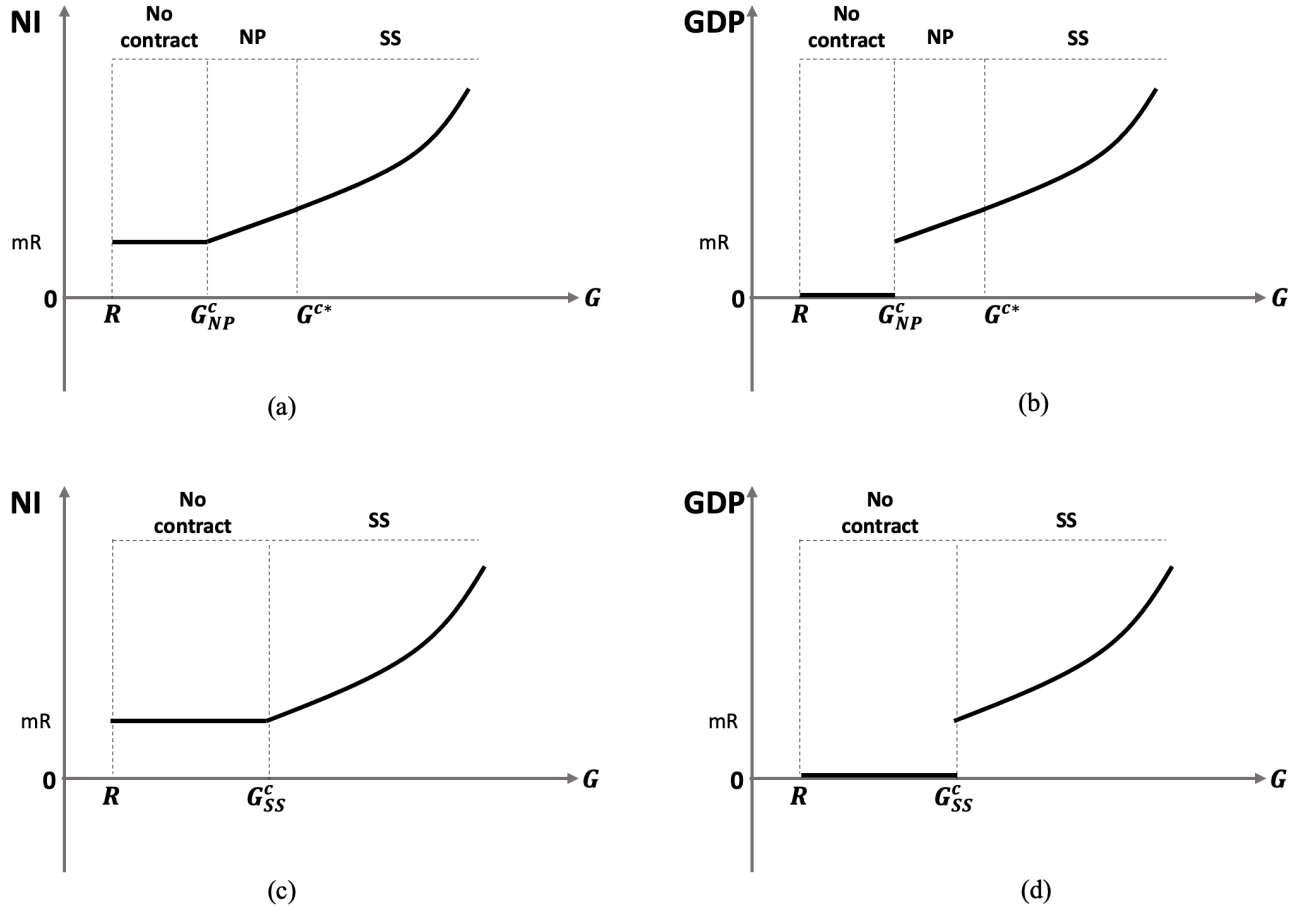 NI
No
contract
NP
SS
mR
0
R
G^c_NP
G^c*
G
(a)
GDP
No
contract
NP
SS
mR
0
R
G^c_NP
G^c*
G
(b)
NI
No
contract
SS
mR
0
R
G^c_SS
G
(c)
GDP
No
contract
SS
mR
0
R
G^c_SS
G
(d)